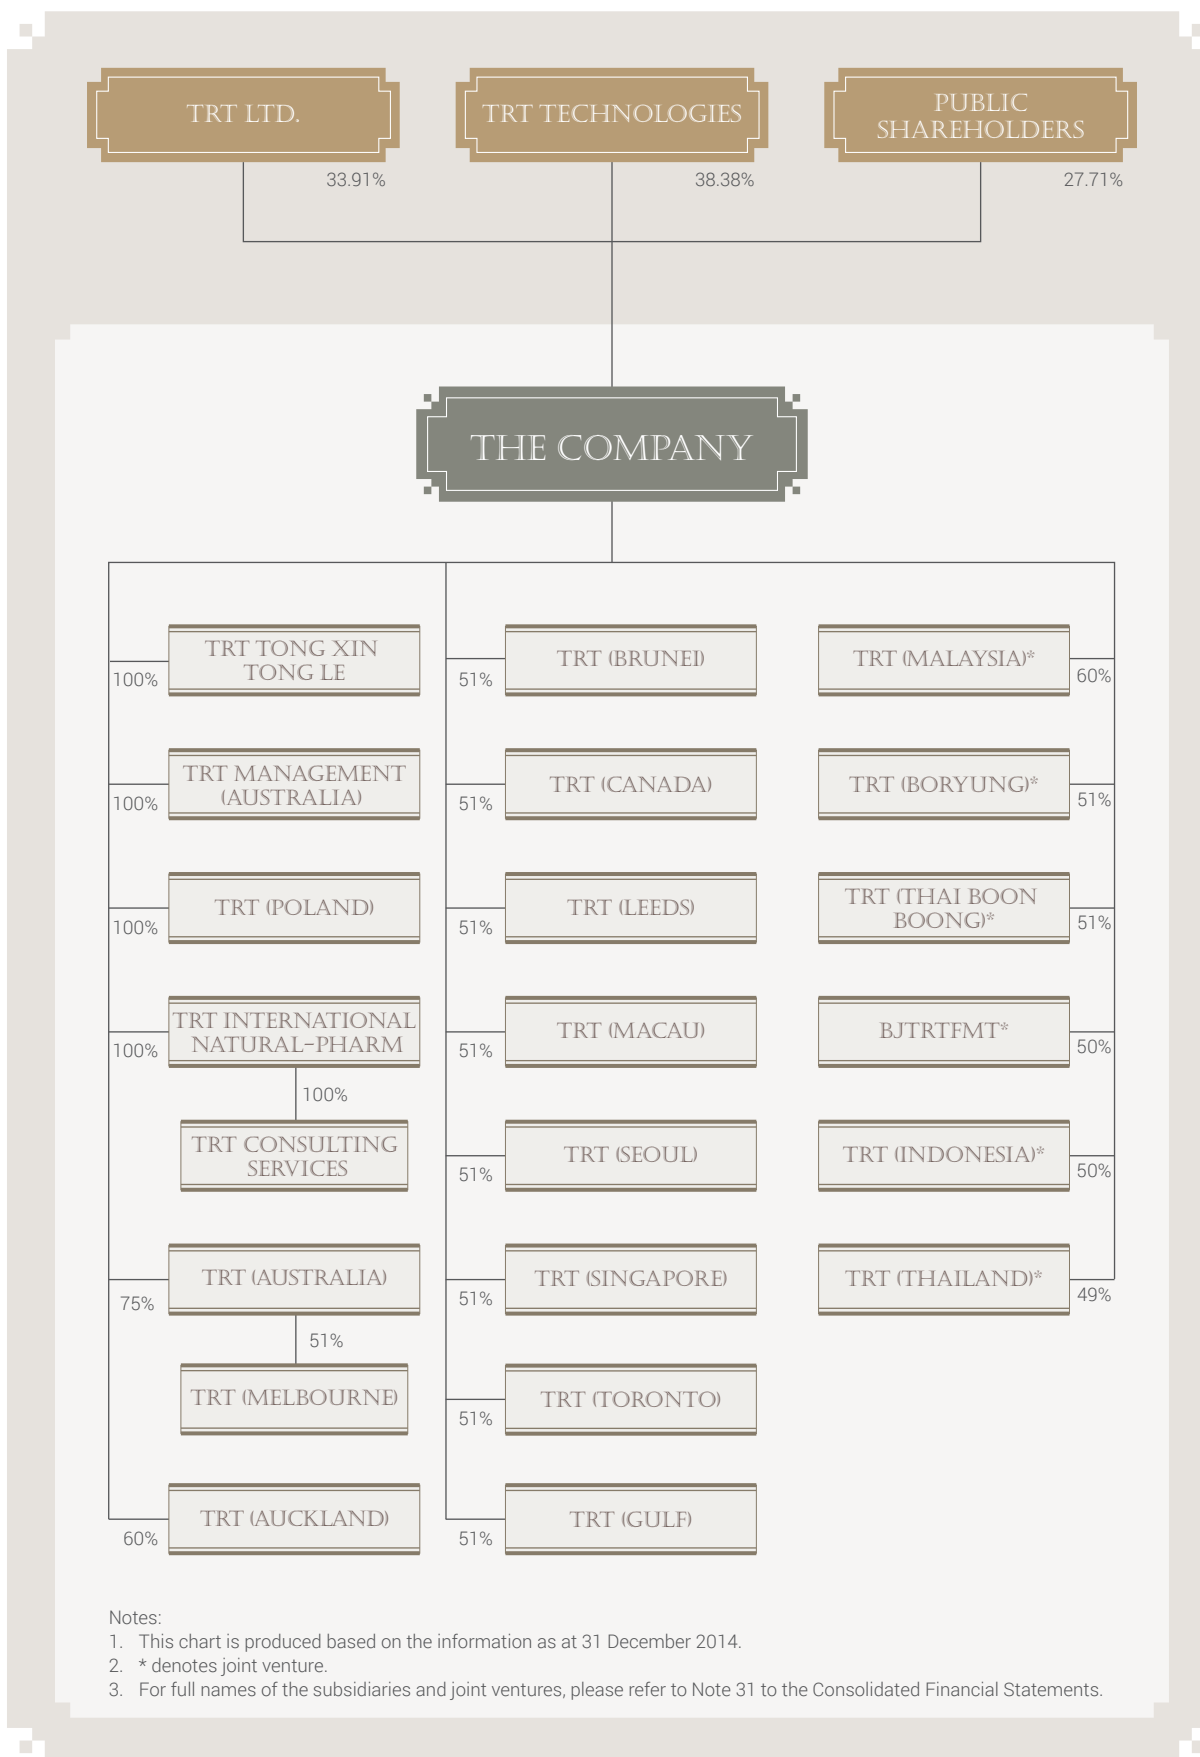 TRT LTD.
33.91%
TRT TECHNOLOGIES
38.38%
PUBLIC
SHAREHOLDERS
27.71%
THE COMPANY
TRT TONG XIN
TONG LE
100%
TRT MANAGEMENT
(AUSTRALIA)
100%
TRT (POLAND)
100%
TRT INTERNATIONAL
NATURAL-PHARM
100%
100%
TRT CONSULTING
SERVICES
TRT (AUSTRALIA)
75%
51%
TRT (MELBOURNE)
TRT (AUCKLAND)
60%
TRT (BRUNEI)
51%
TRT (CANADA)
51%
TRT (LEEDS)
51%
TRT (MACAU)
51%
TRT (SEOUL)
51%
TRT (SINGAPORE)
51%
TRT (TORONTO)
51%
TRT (GULF)
51%
TRT (MALAYSIA)*
60%
TRT (BORYUNG)*
51%
TRT (THAI BOON
BOONG)*
51%
BJTRTFMT*
50%
TRT (INDONESIA)*
50%
TRT (THAILAND)*
49%
Notes:
1. This chart is produced based on the information as at 31 December 2014.
2. * denotes joint venture.
3. For full names of the subsidiaries and joint ventures, please refer to Note 31 to the Consolidated Financial Statements.